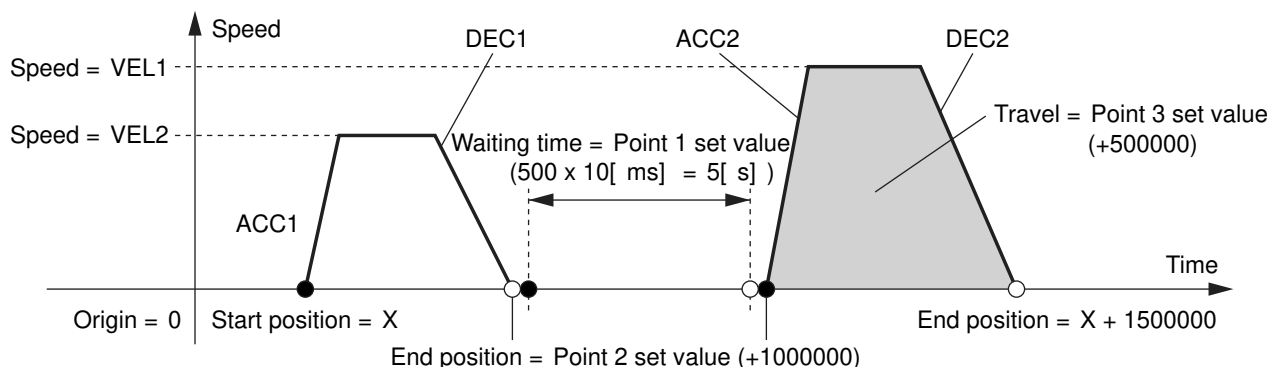 Speed
DEC1
ACC2
DEC2
Speed = VEL1
Speed = VEL2
Waiting time = Point 1 set value
(500 x 10[ ms] = 5[ s] )
Travel = Point 3 set value
(+500000)
ACC1
Time
Origin = 0
Start position = X
End position = X + 1500000
End position = Point 2 set value (+1000000)